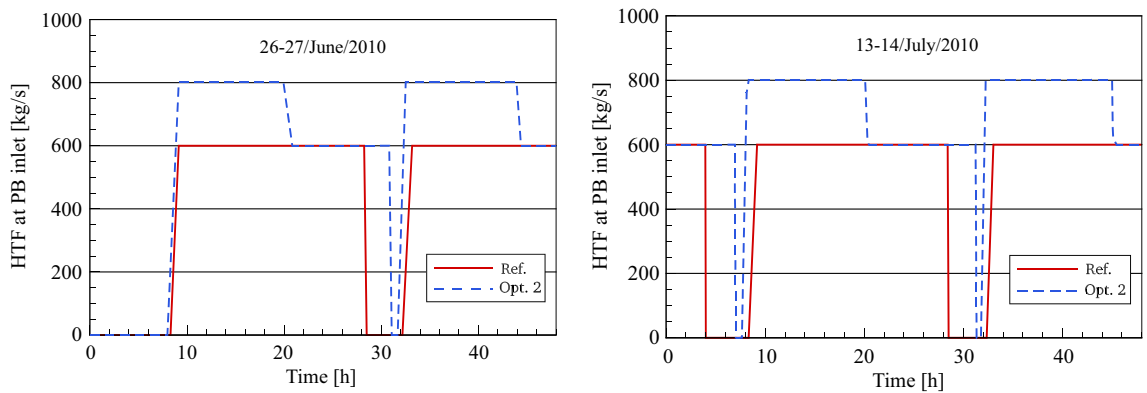 26-27/June/2010
HTF at PB inlet [kg/s]
1000
800
600
400
200
0
Ref.
Opt. 2
0 10 20 30 40
Time [h]
13-14/July/2010
HTF at PB inlet [kg/s]
1000
800
600
400
200
0
Ref.
Opt. 2
0 10 20 30 40
Time [h]